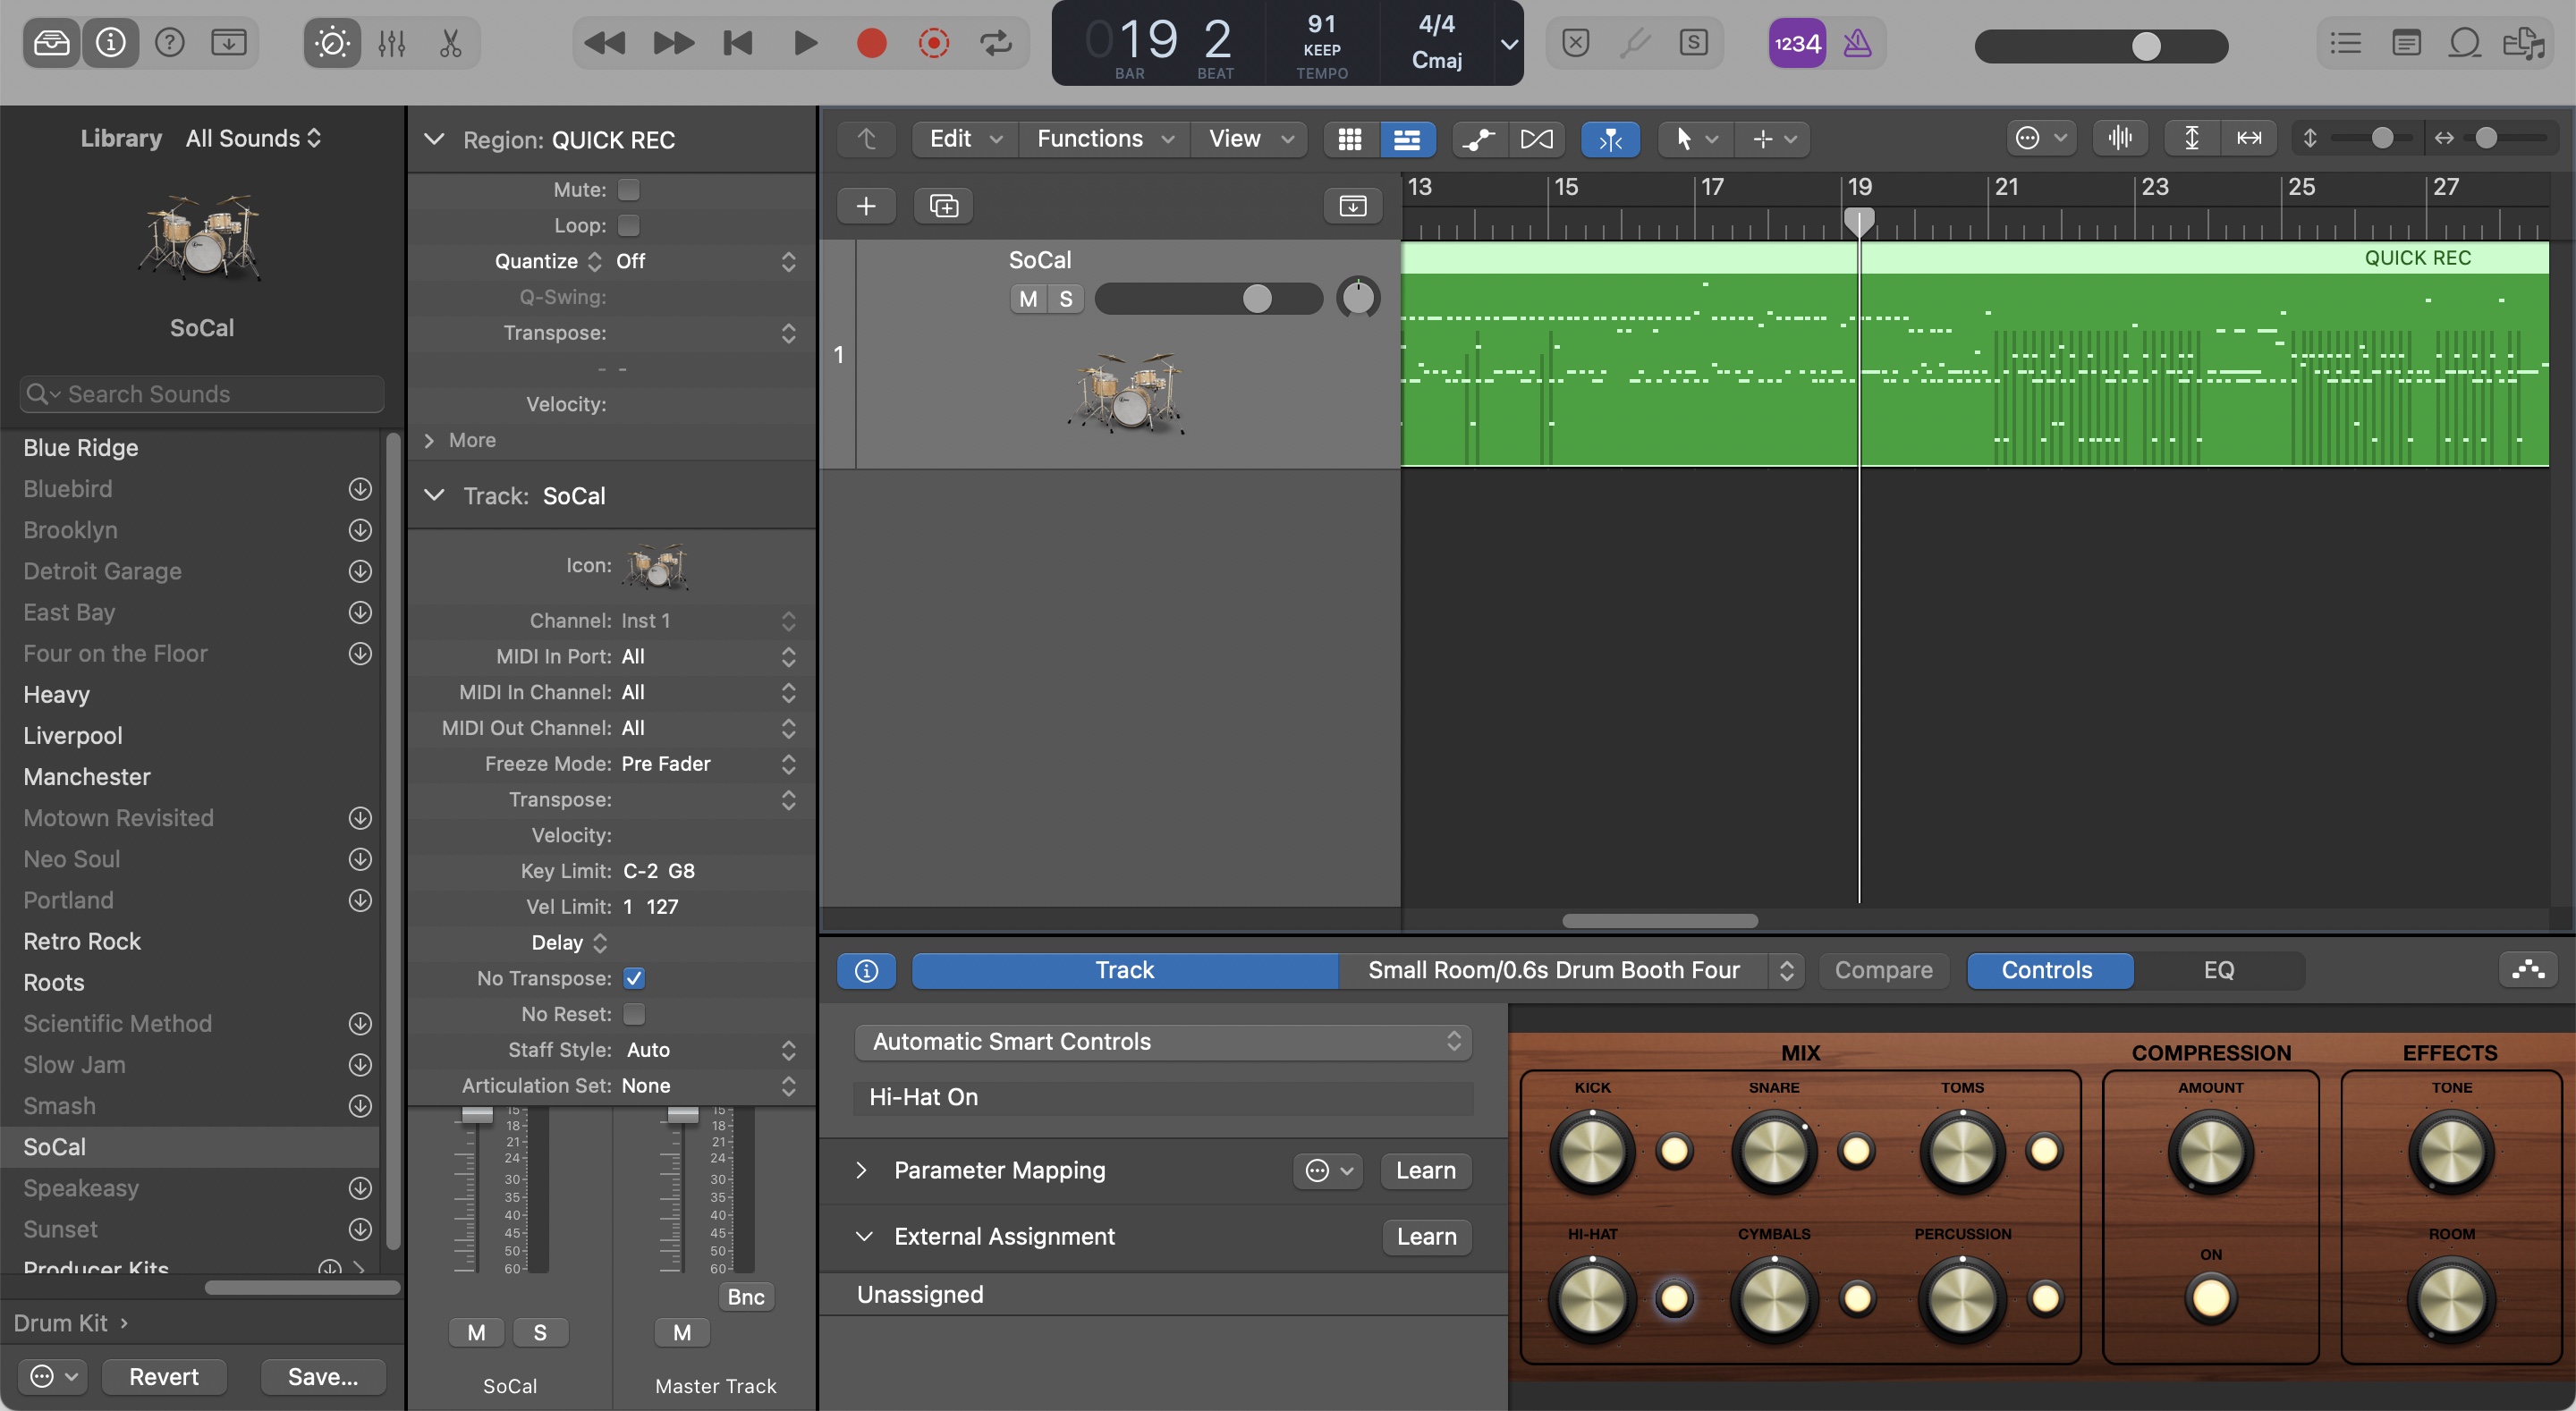 019 2
BAR BEAT
91
KEEP
TEMPO
4/4
Cmaj
S
1234
Library All Sounds
SoCal
Search Sounds
Blue Ridge
Bluebird
Brooklyn
Detroit Garage
East Bay
Four on the Floor
Heavy
Liverpool
Manchester
Motown Revisited
Neo Soul
Portland
Retro Rock
Roots
Scientific Method
Slow Jam
Smash
SoCal
Speakeasy
Sunset
Producer Kits
Drum Kit
Revert Save...
Region: QUICK REC
Mute:
Loop:
Quantize Off
Q-Swing:
Transpose:
- -
Velocity:
More
Track: SoCal
Icon:
Channel: Inst 1
MIDI In Port: All
MIDI In Channel: All
MIDI Out Channel: All
Freeze Mode: Pre Fader
Transpose:
Velocity:
Key Limit: C-2 G8
Vel Limit: 1 127
Delay
No Transpose:
No Reset:
Staff Style: Auto
Articulation Set: None
15 15
18 18
21 21
24 24
30 30
35 35
40 40
45 45
50 50
60 60
Bnc
M S M
SoCal Master Track
Edit Functions View
13 15 17 19 21 23 25 27
1
SoCal
M S
QUICK REC
Track Small Room/0.6s Drum Booth Four Compare Controls EQ
Automatic Smart Controls
Hi-Hat On
Parameter Mapping Learn
External Assignment Learn
Unassigned
MIX COMPRESSION EFFECTS
KICK SNARE TOMS AMOUNT TONE
HI-HAT CYMBALS PERCUSSION ON ROOM